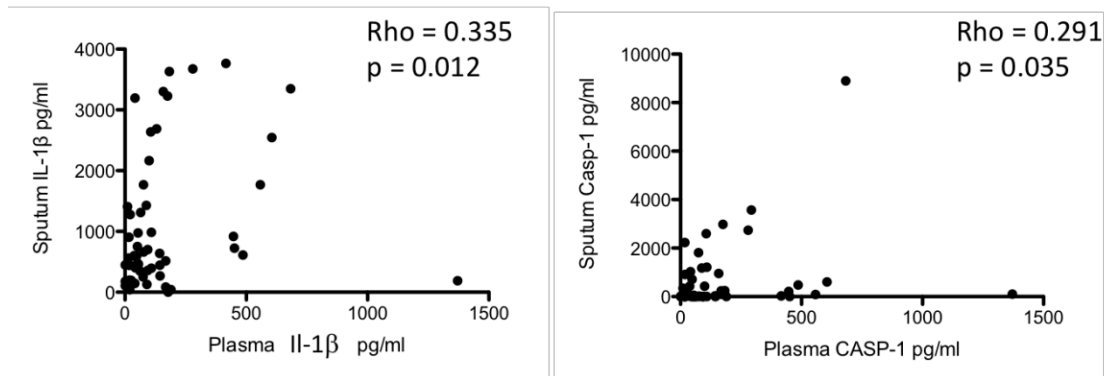 Rho = 0.335
p = 0.012
4000
3000
2000
1000
0
Sputum IL-1β pg/ml
0
500
1000
1500
Plasma Il-1β pg/ml
Rho = 0.291
p = 0.035
10000
8000
6000
4000
2000
0
Sputum Casp-1 pg/ml
0
500
1000
1500
Plasma CASP-1 pg/ml